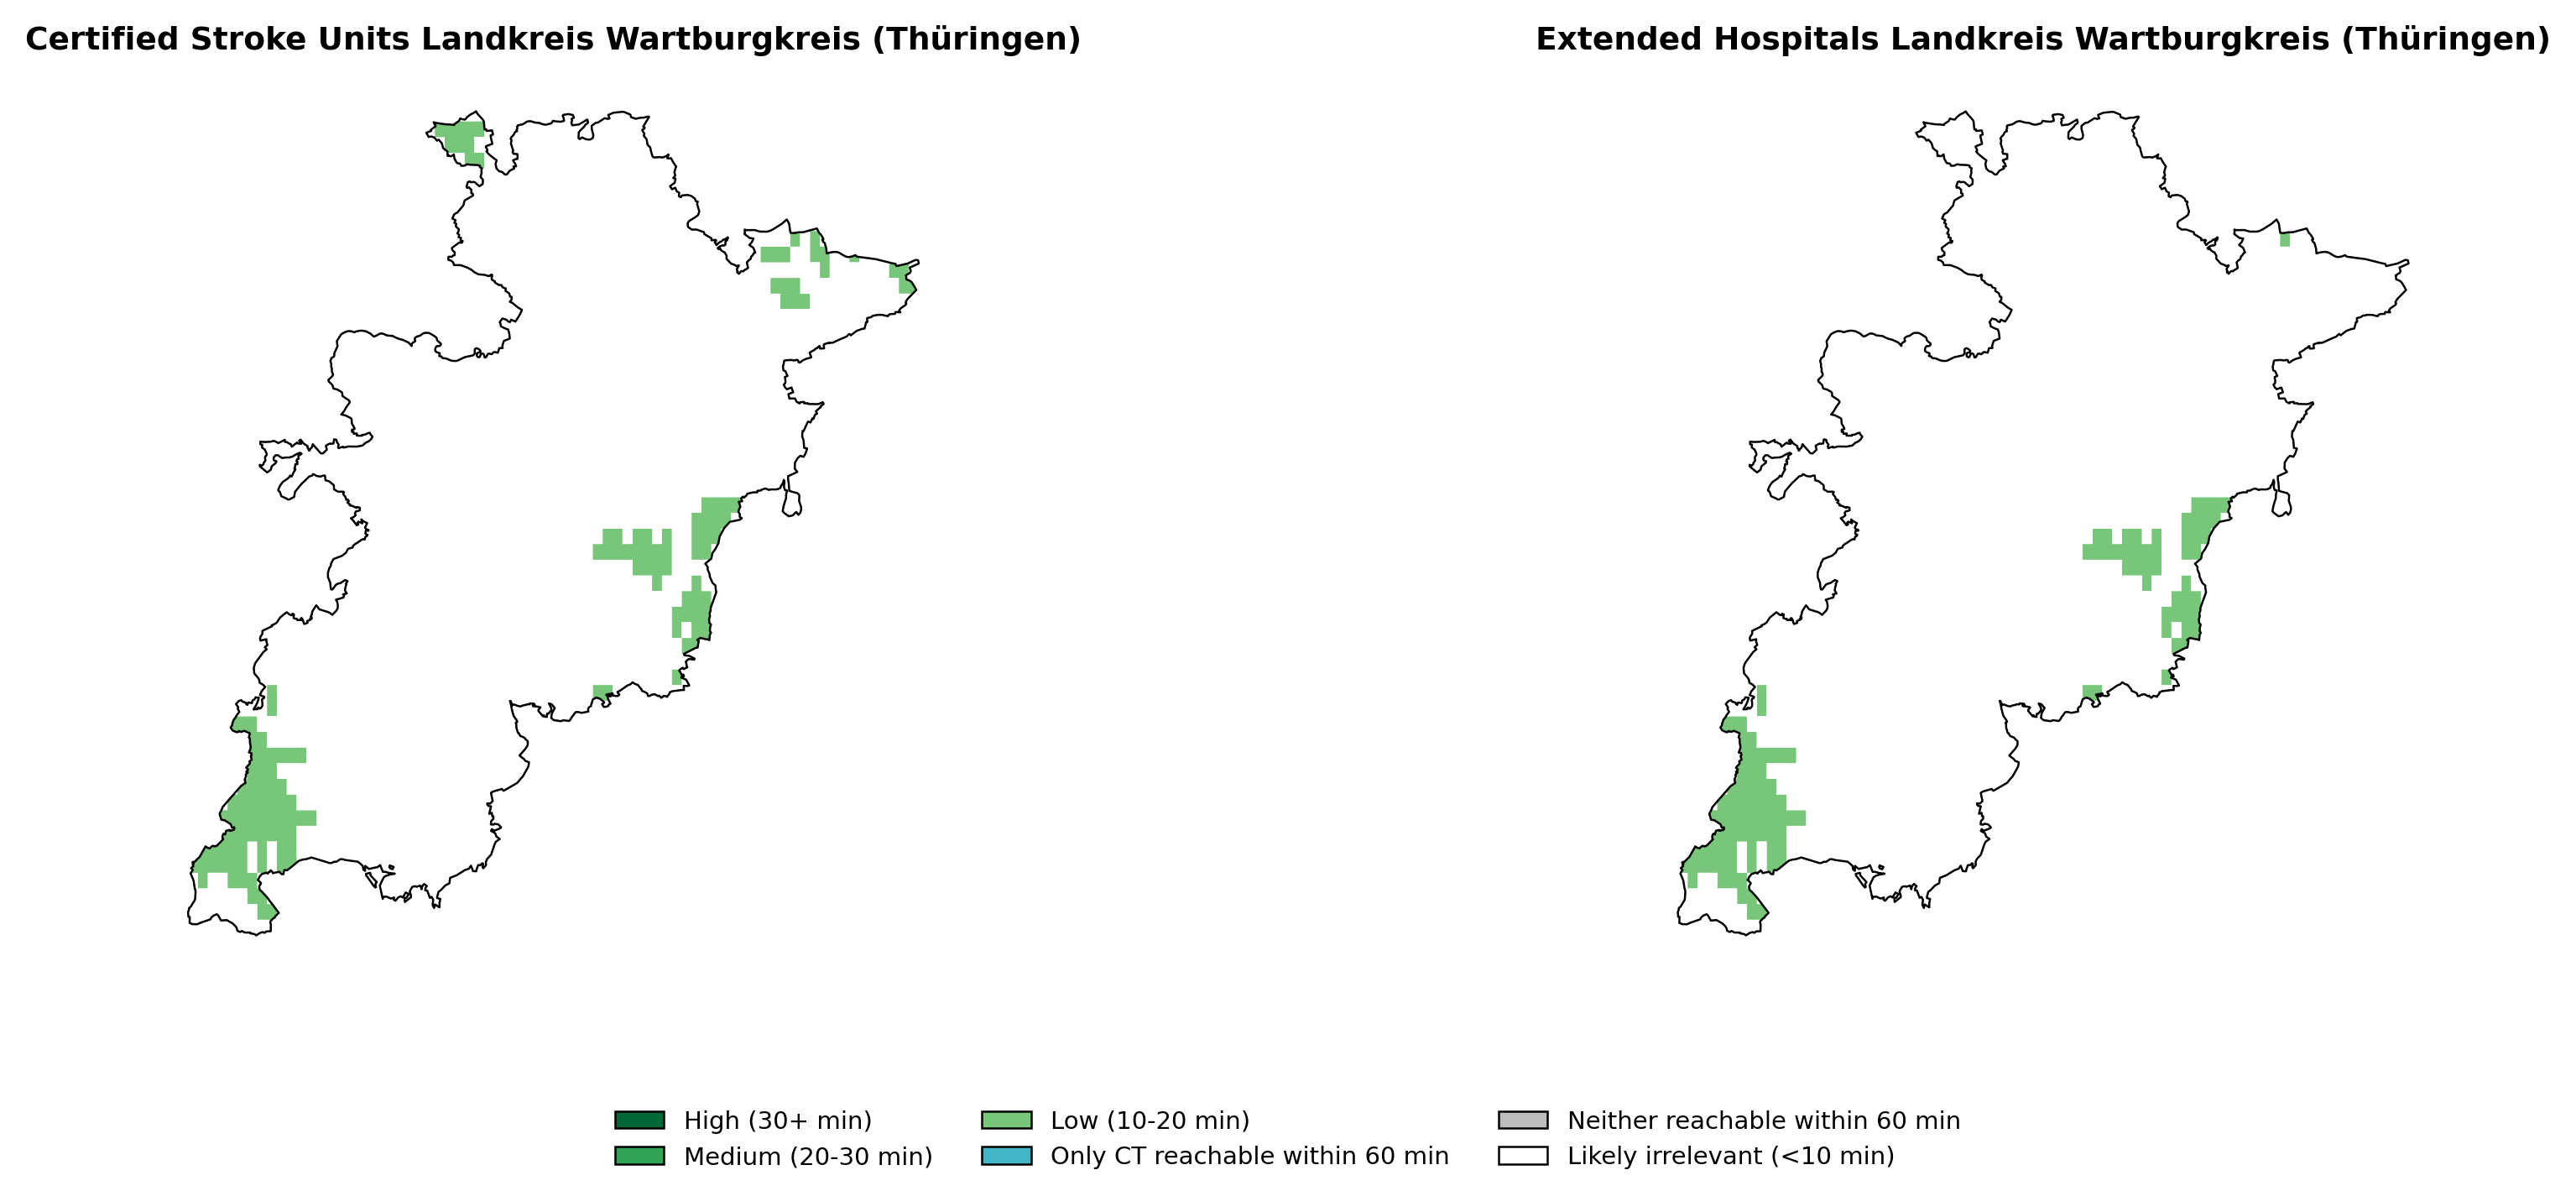 Certified Stroke Units Landkreis Wartburgkreis (Thüringen)
Extended Hospitals Landkreis Wartburgkreis (Thüringen)
High (30+ min)
Medium (20-30 min)
Low (10-20 min)
Only CT reachable within 60 min
Neither reachable within 60 min
Likely irrelevant (<10 min)